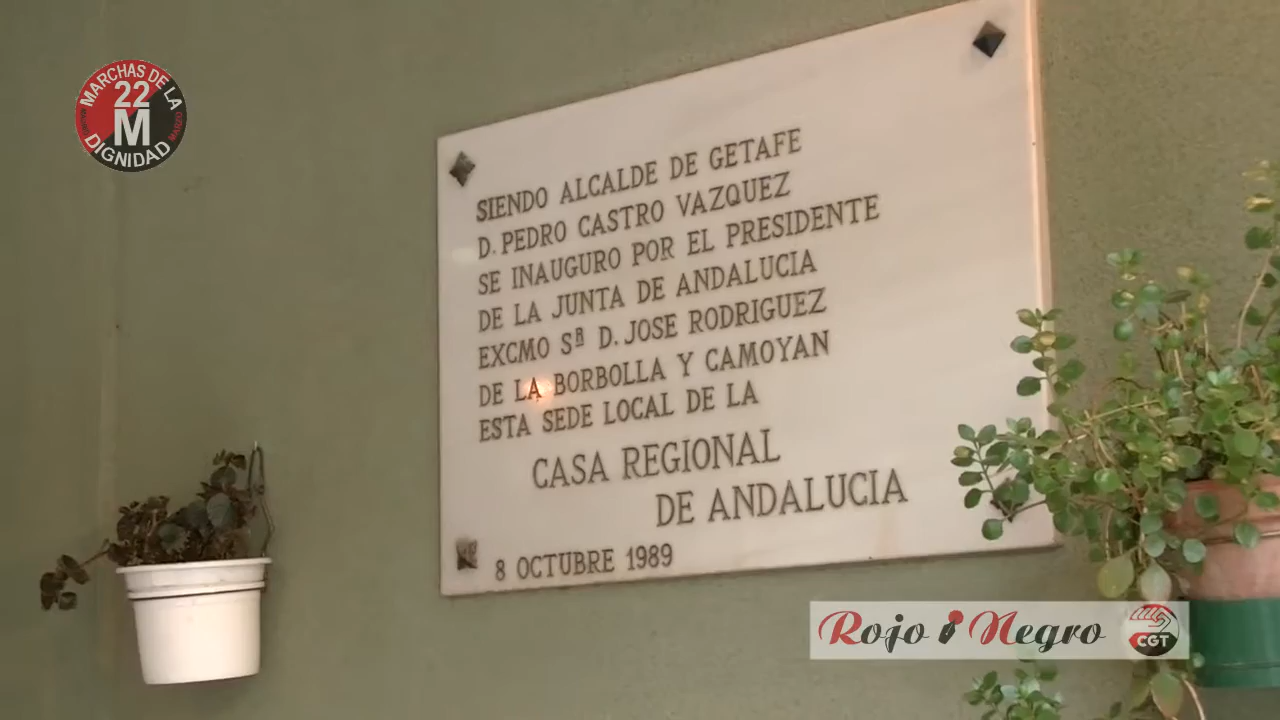 MARCHAS DE LA
22
M
DIGNIDAD
SIENDO ALCALDE DE GETAFE
D. PEDRO CASTRO VAZQUEZ
SE INAUGURO POR EL PRESIDENTE
DE LA JUNTA DE ANDALUCIA
EXCMO Sᴿ D. JOSE RODRIGUEZ
DE LA BORBOLLA Y CAMOYAN
ESTA SEDE LOCAL DE LA
CASA REGIONAL
DE ANDALUCIA
8 OCTUBRE 1989
Rojo i Negro
CGT